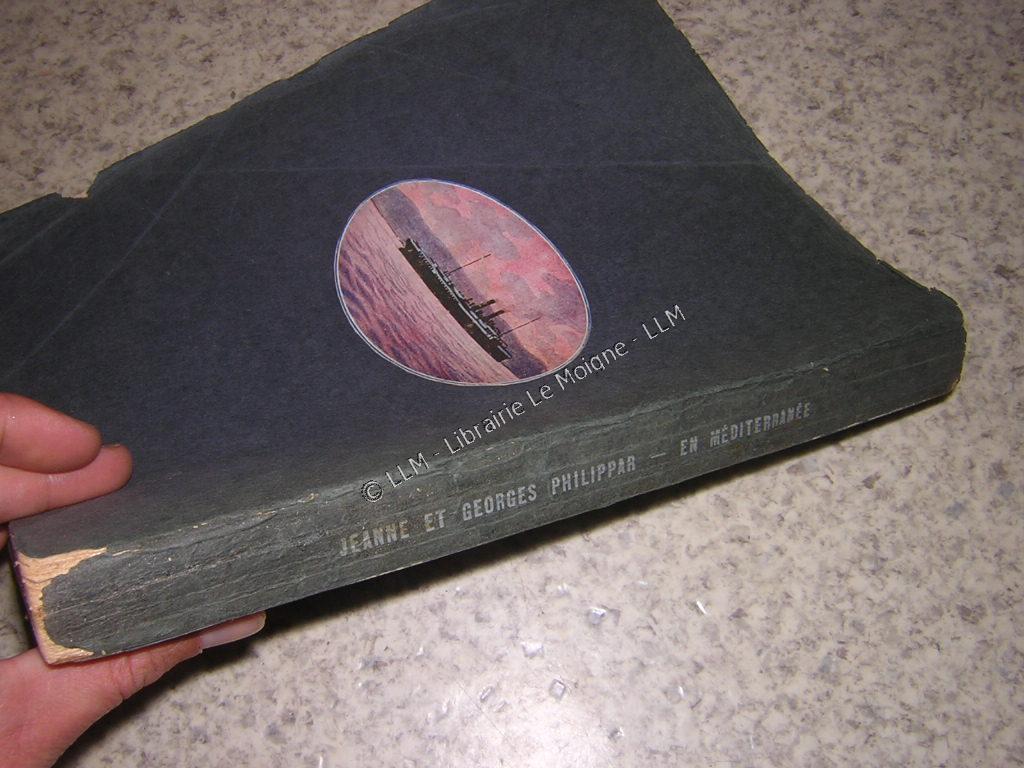 © LLM - Librairie Le Moigne - LLM
JEANNE ET GEORGES PHILIPPAR — EN MÉDITERRANÉE